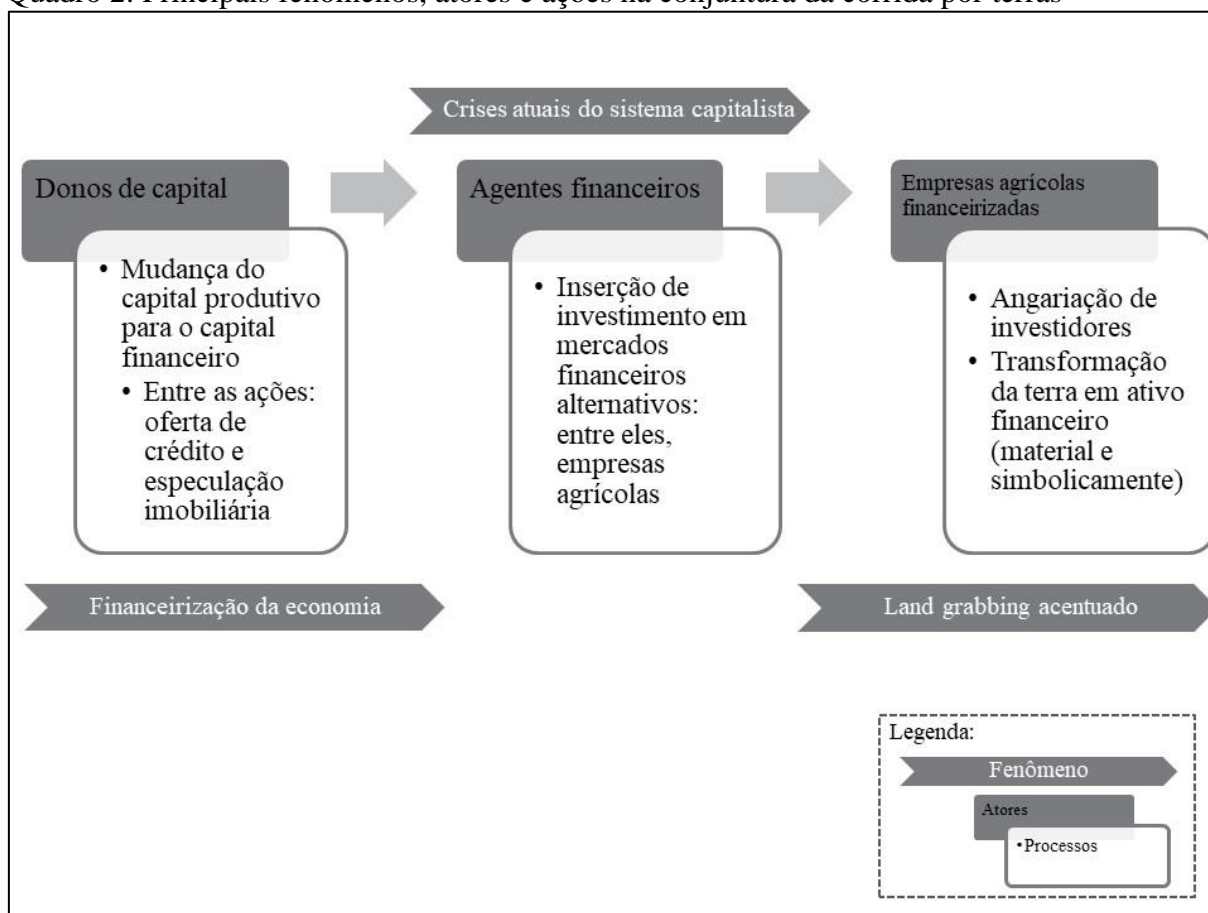 Quadro 2: Principais fenômenos, atores e ações na conjuntura da corrida por terras
Crises atuais do sistema capitalista
Donos de capital
• Mudança do
capital produtivo
para o capital
financeiro
• Entre as ações:
oferta de
crédito e
especulação
imobiliária
Agentes financeiros
• Inserção de
investimento em
mercados
financeiros
alternativos:
entre eles,
empresas
agrícolas
Empresas agrícolas
financeirizadas
• Angariação de
investidores
• Transformação
da terra em ativo
financeiro
(material e
simbolicamente)
Financeirização da economia
Land grabbing acentuado
Legenda:
Fenômeno
Atores
•Processos